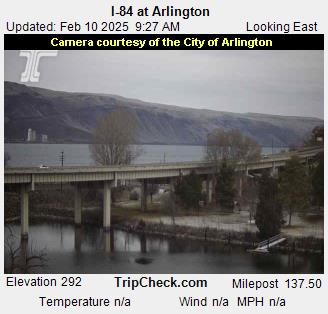 I-84 at Arlington
Updated: Feb 10 2025 9:27 AM Looking East
Camera courtesy of the City of Arlington
Elevation 292 TripCheck.com Milepost 137.50
Temperature n/a Wind n/a MPH n/a